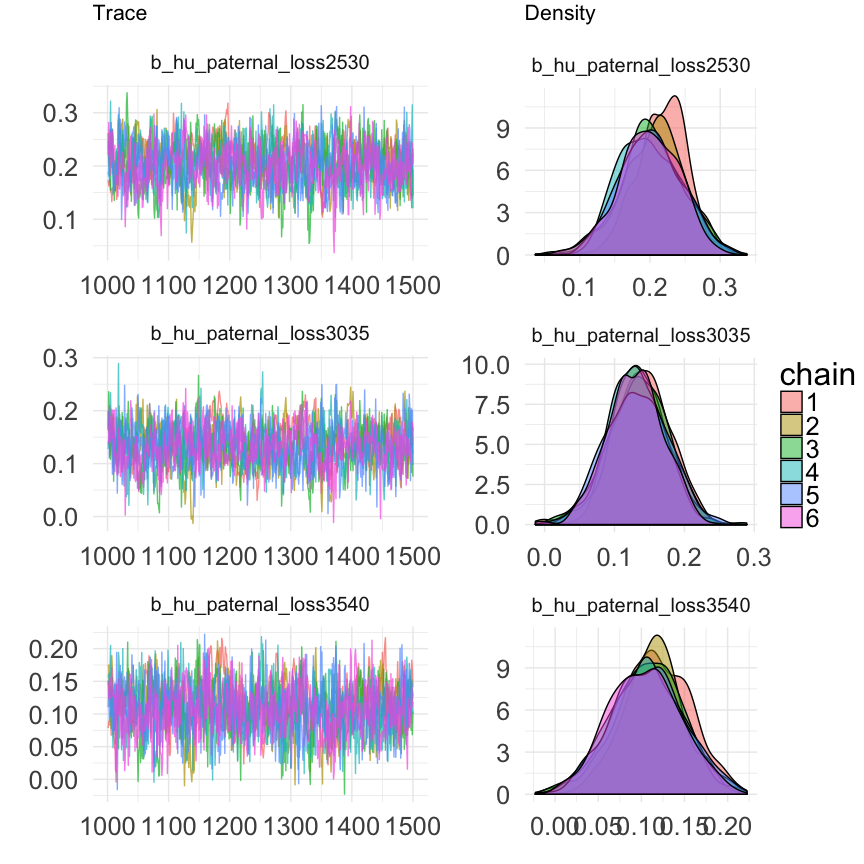 Trace
Density
b_hu_paternal_loss2530
b_hu_paternal_loss2530
0.3
0.2
0.1
1000 1100 1200 1300 1400 1500
9
6
3
0
0.1 0.2 0.3
b_hu_paternal_loss3035
b_hu_paternal_loss3035
0.3
0.2
0.1
0.0
1000 1100 1200 1300 1400 1500
10.0
7.5
5.0
2.5
0.0
0.0 0.1 0.2 0.3
chain
1
2
3
4
5
6
b_hu_paternal_loss3540
b_hu_paternal_loss3540
0.20
0.15
0.10
0.05
0.00
1000 1100 1200 1300 1400 1500
9
6
3
0
0.00 0.05 0.10 0.15 0.20